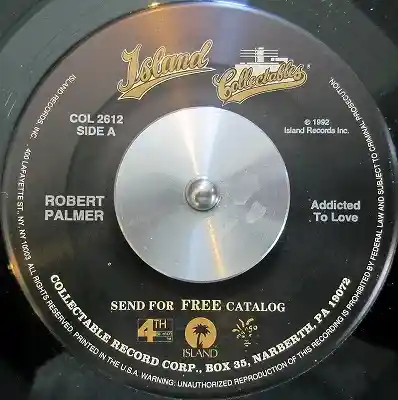 Island
Collectables
COL 2612
SIDE A
© 1992
Island Records Inc.
ROBERT
PALMER
Addicted
To Love
SEND FOR FREE CATALOG
4TH
ISLAND
COLLECTABLE RECORD CORP., BOX 35, NARBERTH, PA 19072
ISLAND RECORDS, INC. 400 LAFAYETTE ST, NY, NY 10003 ALL RIGHTS RESERVED. PRINTED IN THE U.S.A. WARNING: UNAUTHORIZED REPRODUCTION OF THIS RECORDING IS PROHIBITED BY FEDERAL LAW AND SUBJECT TO CRIMINAL PROSECUTION.